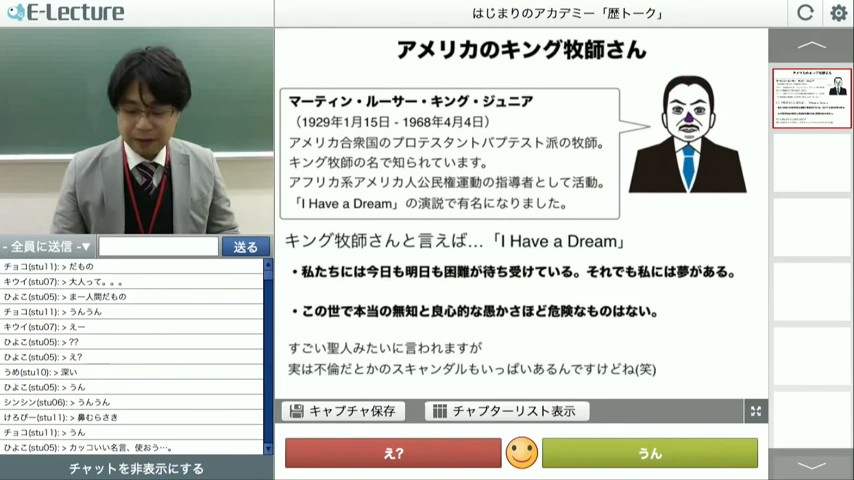 E-Lecture
はじまりのアカデミー「歴トーク」
アメリカのキング牧師さん
マーティン・ルーサー・キング・ジュニア
（1929年1月15日 - 1968年4月4日）
アメリカ合衆国のプロテスタントバプテスト派の牧師。
キング牧師の名で知られています。
アフリカ系アメリカ人公民権運動の指導者として活動。
「I Have a Dream」の演説で有名になりました。
キング牧師さんと言えば…「I Have a Dream」
・私たちには今日も明日も困難が待ち受けている。それでも私には夢がある。
・この世で本当の無知と良心的な愚かさほど危険なものはない。
すごい聖人みたいに言われますが
実は不倫だとかのスキャンダルもいっぱいあるんですけどね(笑)
- 全員に送信 -▼
送る
チョコ(stu11): > だもの
キウイ(stu07): > 大人って。。。
ひよこ(stu05): > まー人間だもの
チョコ(stu11): > うんうん
キウイ(stu07): > えー
ひよこ(stu05): > ??
ひよこ(stu05): > え?
うめ(stu10): > 深い
ひよこ(stu05): > うん
シンシン(stu06): > うんうん
けろぴー(stu11): > 鼻むらさき
チョコ(stu11): > うん
ひよこ(stu05): > カッコいい名言、使おう…。
チャットを非表示にする
キャプチャ保存
チャプターリスト表示
え?
うん